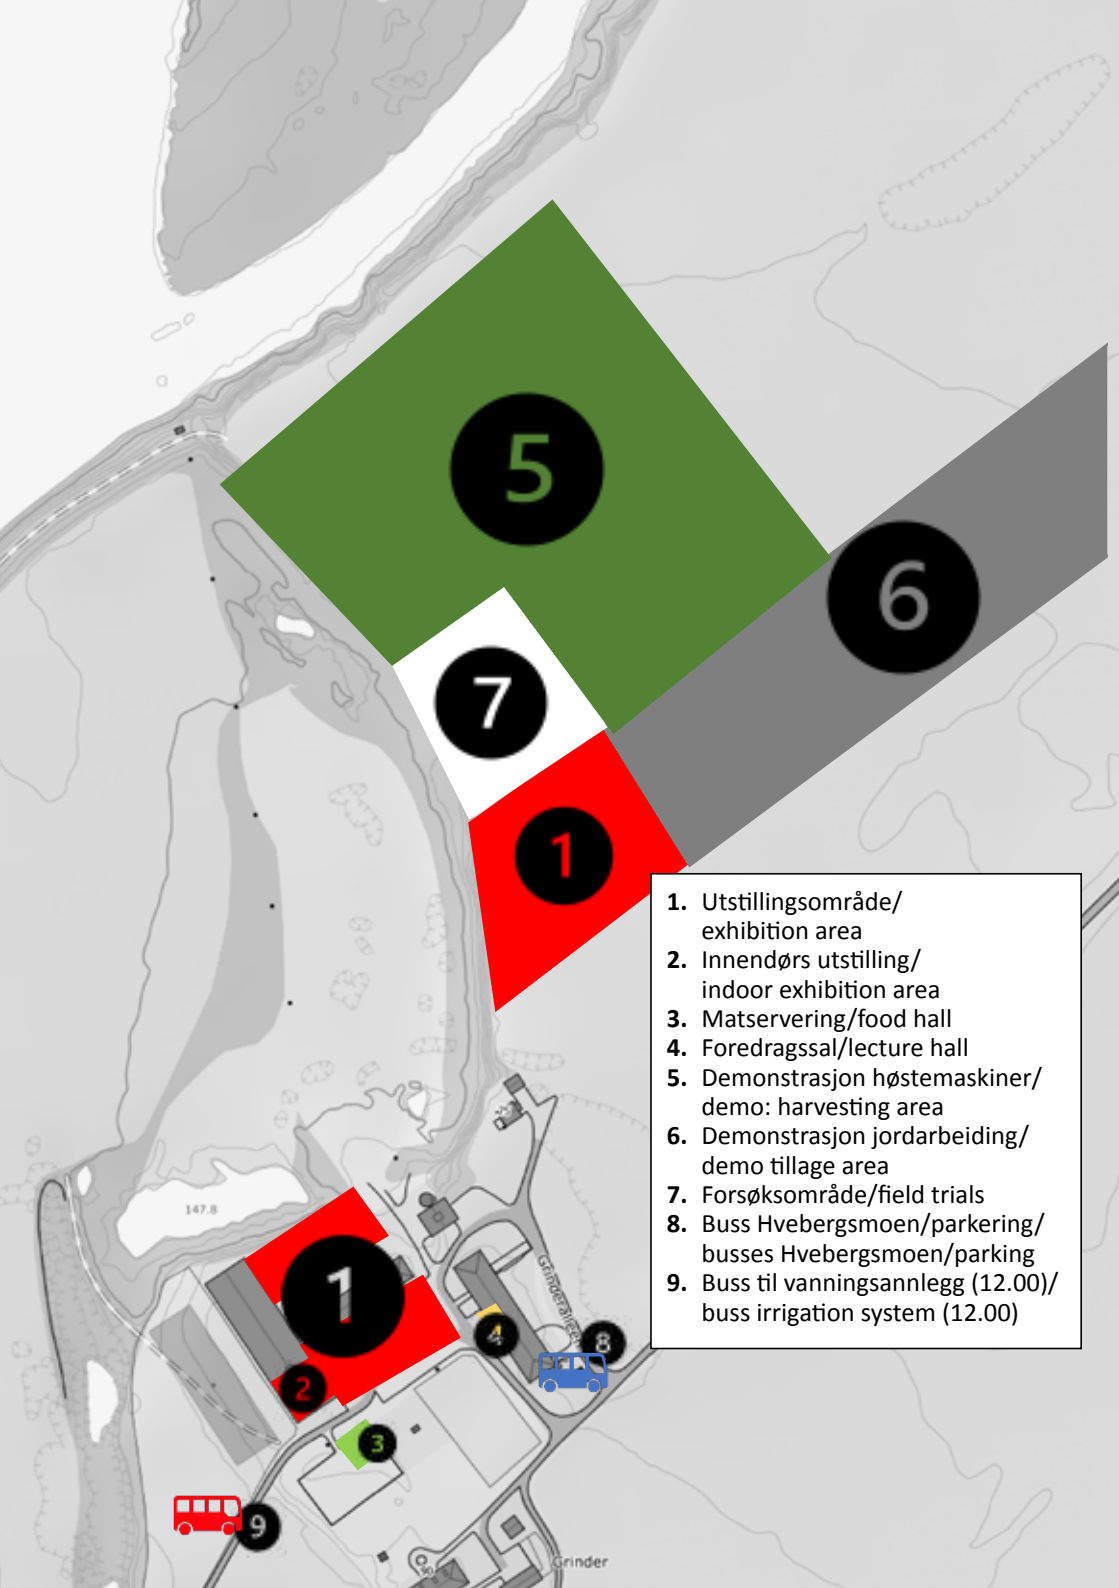 5
6
7
1
1. Utstillingsområde/
exhibition area
2. Innendørs utstilling/
indoor exhibition area
3. Matservering/food hall
4. Foredragssal/lecture hall
5. Demonstrasjon høstemaskiner/
demo: harvesting area
6. Demonstrasjon jordarbeiding/
demo tillage area
7. Forsøksområde/field trials
8. Buss Hvebergsmoen/parkering/
busses Hvebergsmoen/parking
9. Buss til vanningsannlegg (12.00)/
buss irrigation system (12.00)
147.8
1
4
8
2
3
9
Grinder